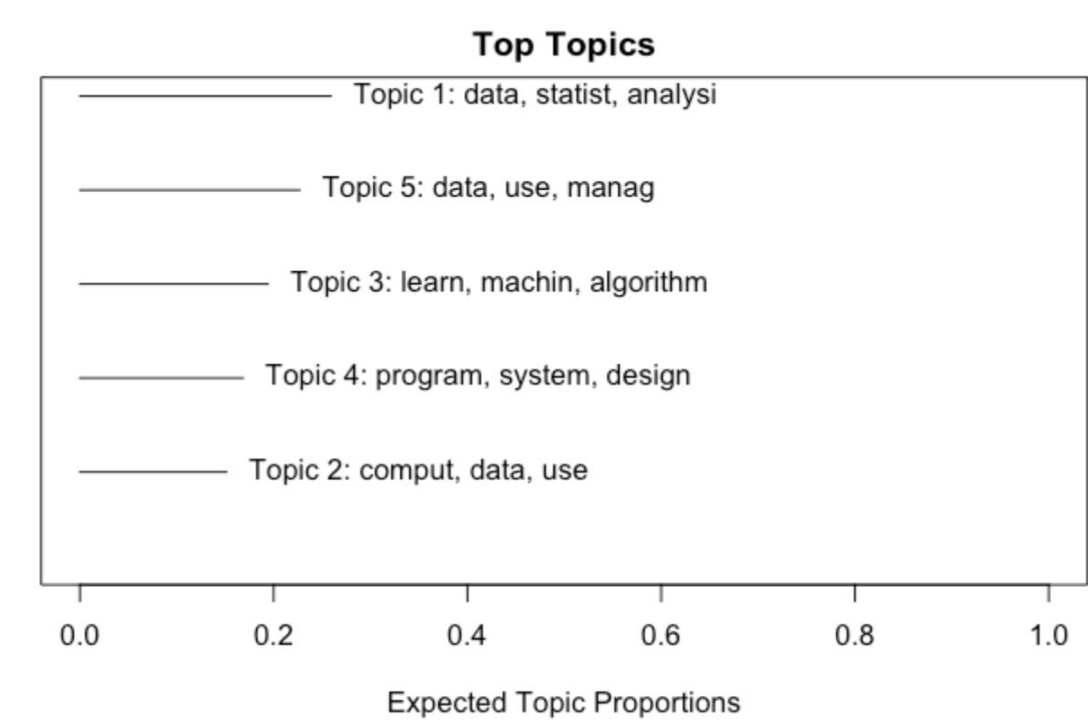 Top Topics
Topic 1: data, statist, analysi
Topic 5: data, use, manag
Topic 3: learn, machin, algorithm
Topic 4: program, system, design
Topic 2: comput, data, use
0.0 0.2 0.4 0.6 0.8 1.0
Expected Topic Proportions